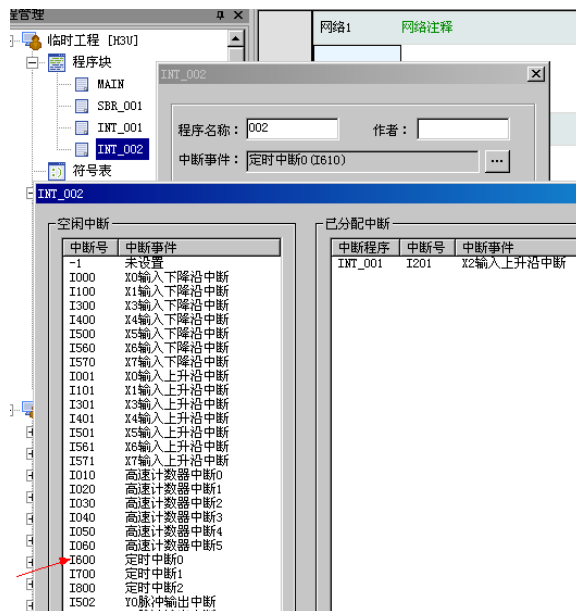 程管理
网络1 网络注释
临时工程 [H3U]
程序块
MAIN
SBR_001
INT_001
INT_002
符号表
INT_002
程序名称： 002 作者：
中断事件： 定时中断0(I610) ...
INT_002
空闲中断
中断号 中断事件
-1 未设置
I000 X0输入下降沿中断
I100 X1输入下降沿中断
I300 X3输入下降沿中断
I400 X4输入下降沿中断
I500 X5输入下降沿中断
I560 X6输入下降沿中断
I570 X7输入下降沿中断
I001 X0输入上升沿中断
I101 X1输入上升沿中断
I301 X3输入上升沿中断
I401 X4输入上升沿中断
I501 X5输入上升沿中断
I561 X6输入上升沿中断
I571 X7输入上升沿中断
I010 高速计数器中断0
I020 高速计数器中断1
I030 高速计数器中断2
I040 高速计数器中断3
I050 高速计数器中断4
I060 高速计数器中断5
I600 定时中断0
I700 定时中断1
I800 定时中断2
I502 Y0脉冲输出中断
已分配中断
中断程序 中断号 中断事件
INT_001 I201 X2输入上升沿中断